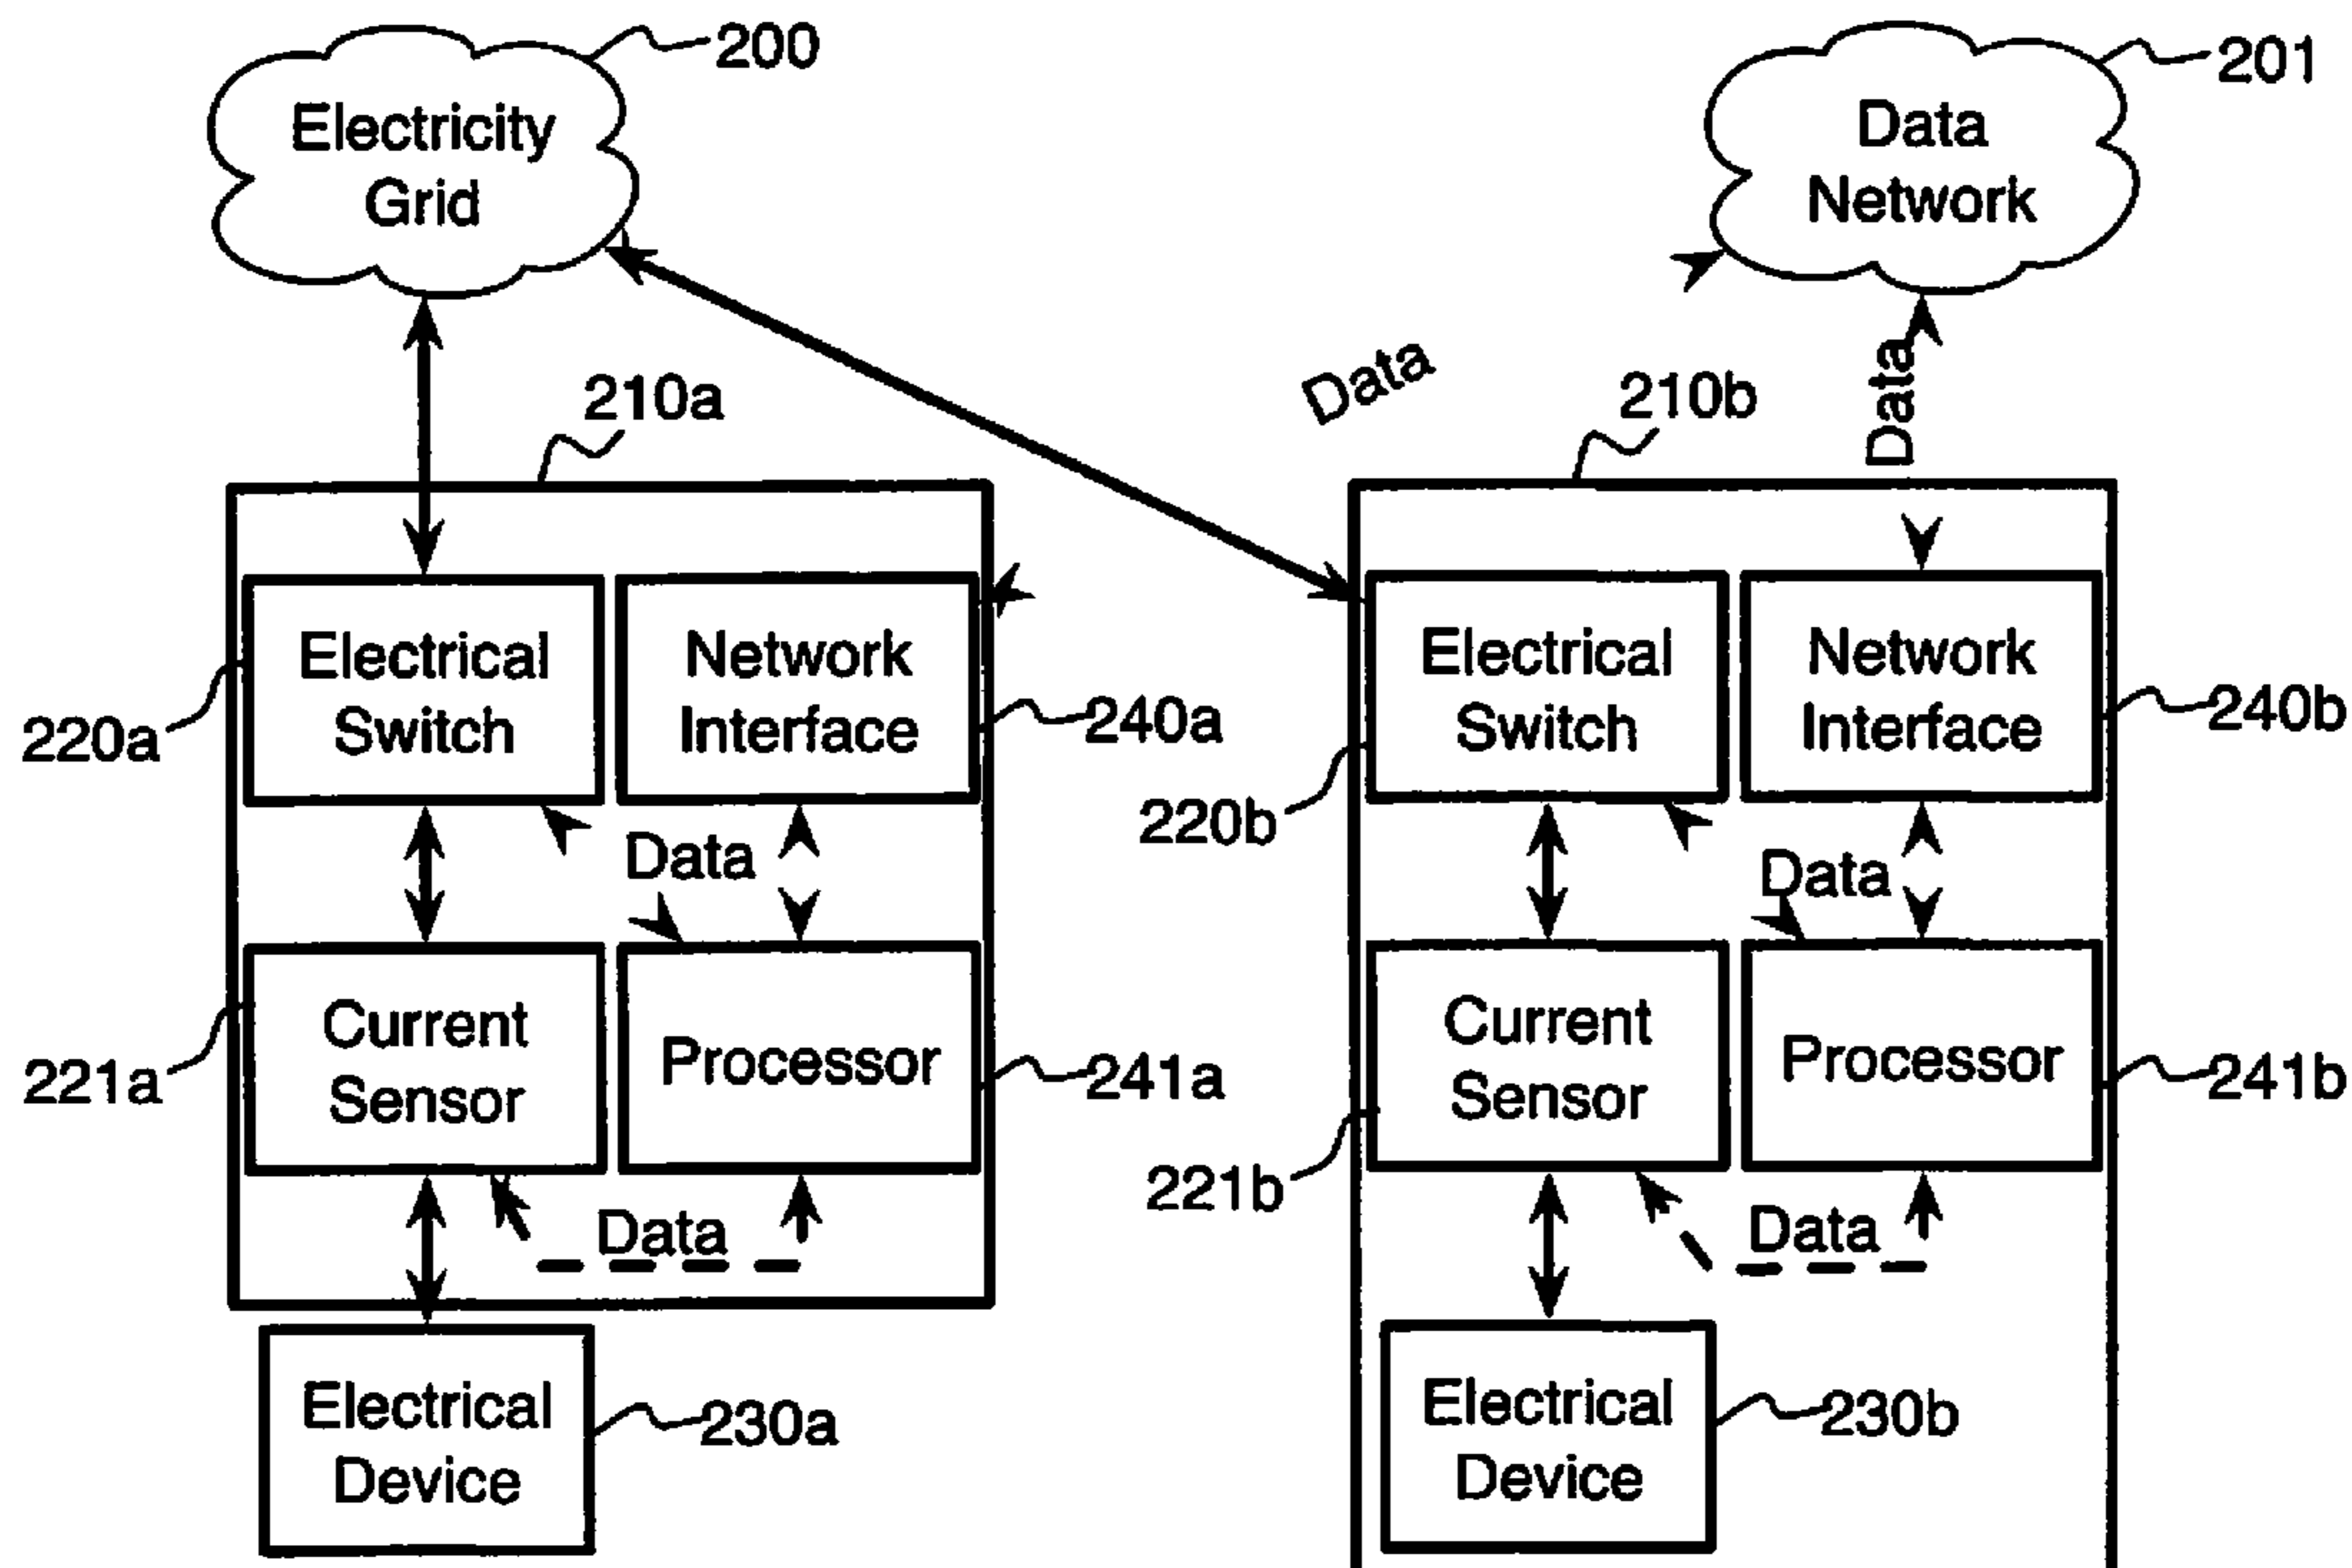 200
201
Electricity
Grid
Data
Network
Data
Data
210a
210b
Electrical
Switch
Network
Interface
Electrical
Switch
Network
Interface
220a
240a
220b
240b
Data
Data
Current
Sensor
Processor
Current
Sensor
Processor
221a
241a
221b
241b
Data
Data
Electrical
Device
230a
Electrical
Device
230b